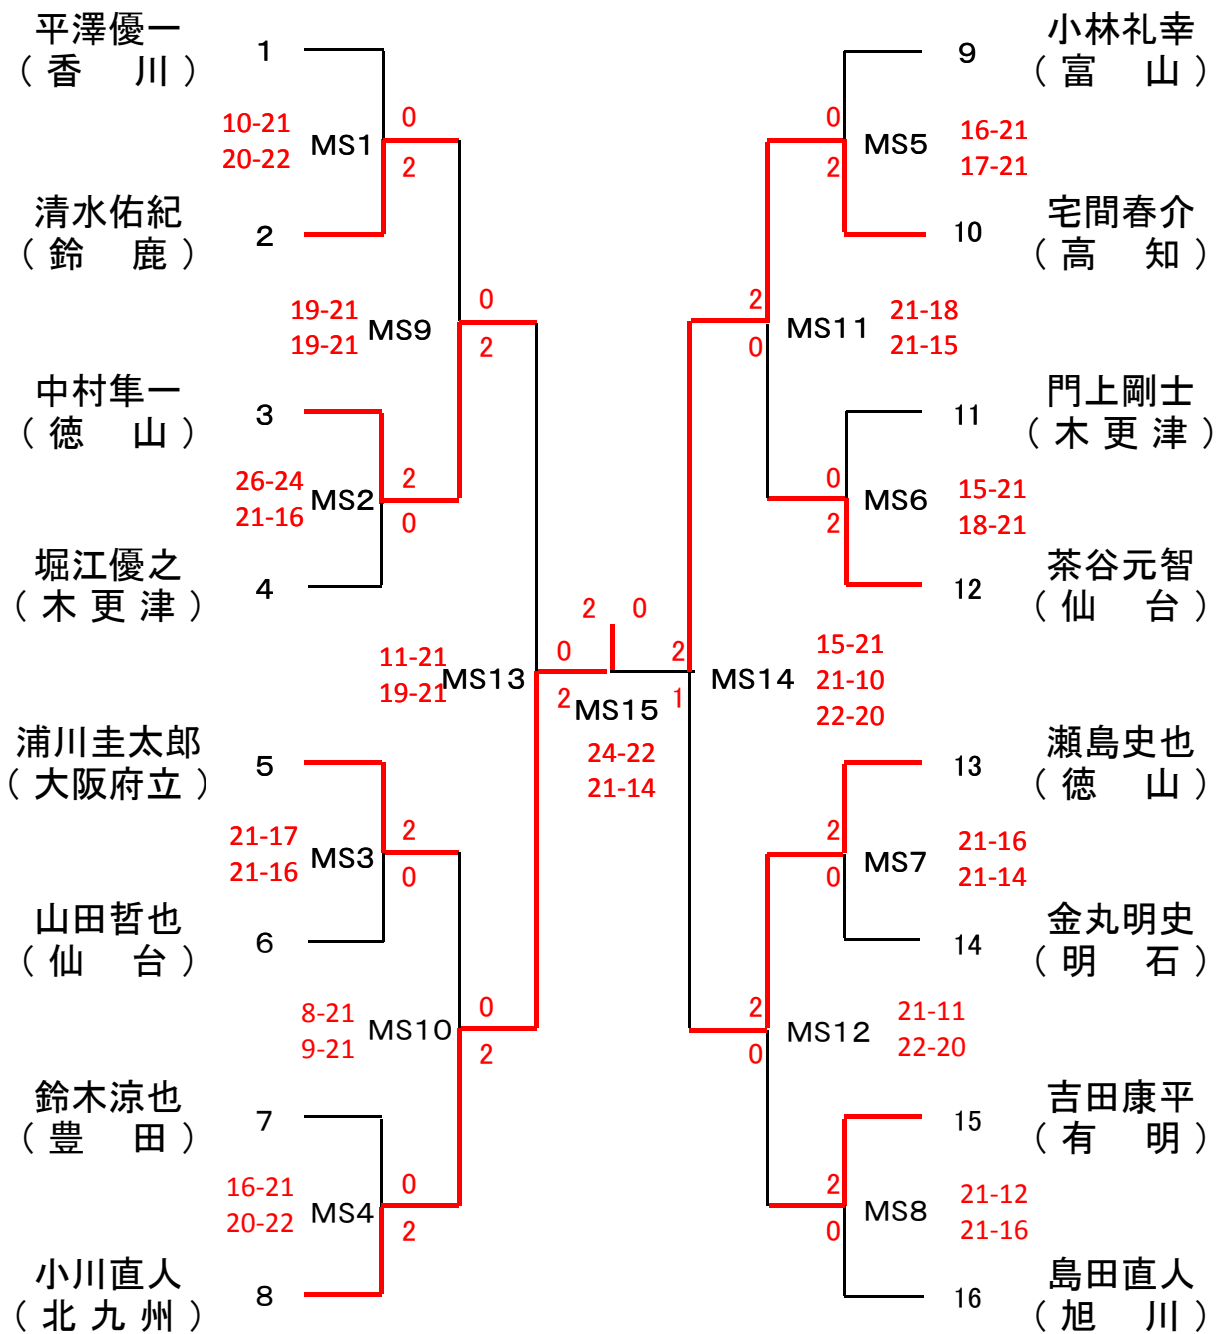 平澤優一
（香　川）
1
10-21
20-22
MS1
0
2
清水佑紀
（鈴　鹿）
2
19-21
19-21
MS9
0
2
中村隼一
（徳　山）
3
26-24
21-16
MS2
2
0
堀江優之
（木更津）
4
11-21
19-21
MS13
0
2
浦川圭太郎
（大阪府立）
5
21-17
21-16
MS3
2
0
山田哲也
（仙　台）
6
8-21
9-21
MS10
0
2
鈴木涼也
（豊　田）
7
16-21
20-22
MS4
0
2
小川直人
（北九州）
8
2 0
MS15
24-22
21-14
小林礼幸
（富　山）
9
0
2
MS5
16-21
17-21
宅間春介
（高　知）
10
2
0
MS11
21-18
21-15
門上剛士
（木更津）
11
0
2
MS6
15-21
18-21
茶谷元智
（仙　台）
12
2
1
MS14
15-21
21-10
22-20
瀬島史也
（徳　山）
13
2
0
MS7
21-16
21-14
金丸明史
（明　石）
14
2
0
MS12
21-11
22-20
吉田康平
（有　明）
15
2
0
MS8
21-12
21-16
島田直人
（旭　川）
16